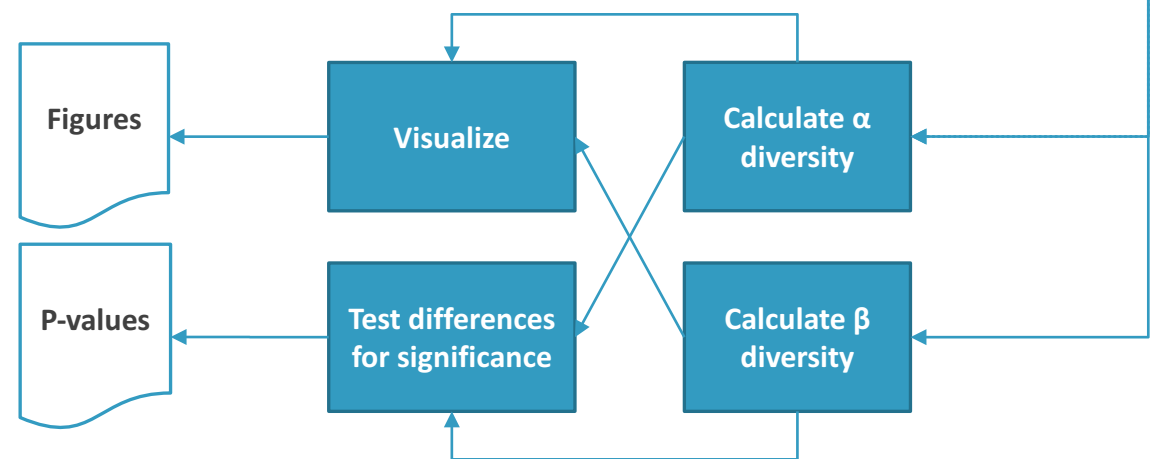 Figures
Visualize
Calculate α
diversity
P-values
Test differences
for significance
Calculate β
diversity